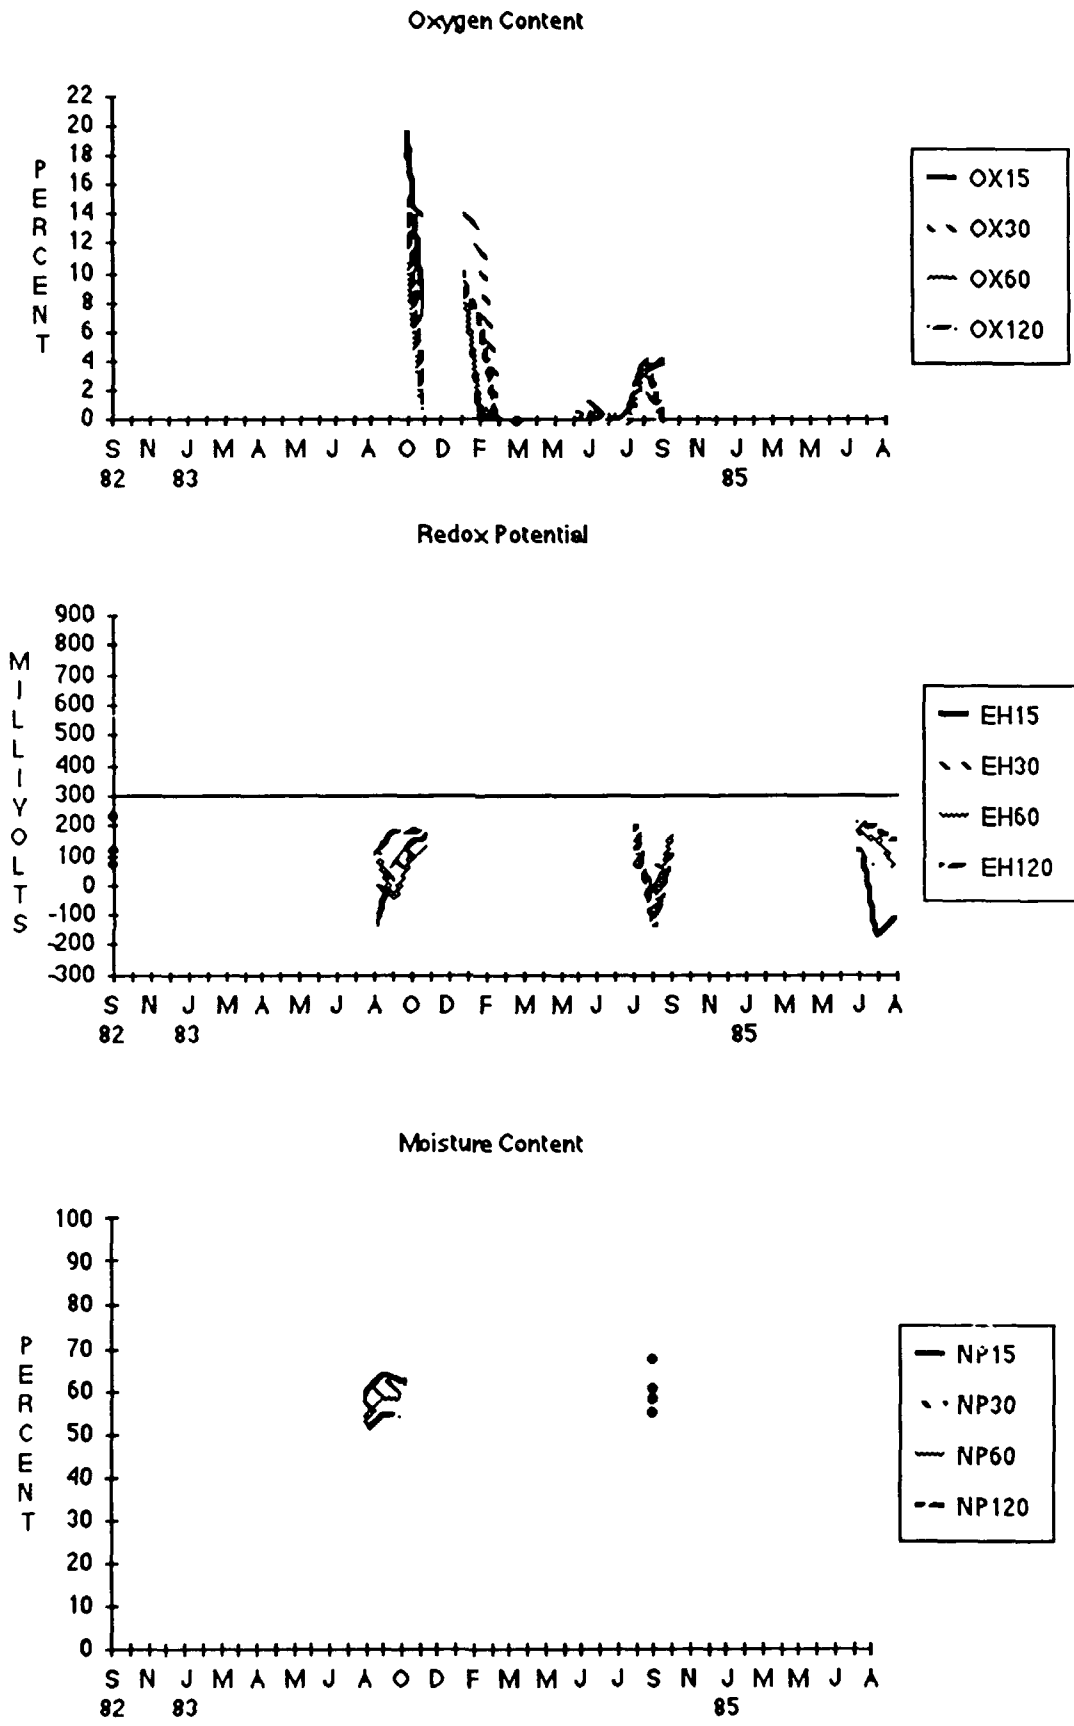 Oxygen Content
PERCENT
22
20
18
16
14
12
10
8
6
4
2
0
S N J M A M J A O D F M M J J S N J M M J A
82 83 85
OX15
OX30
OX60
OX120
Redox Potential
MILLIVOLTS
900
800
700
600
500
400
300
200
100
0
-100
-200
-300
S N J M A M J A O D F M M J J S N J M M J A
82 83 85
EH15
EH30
EH60
EH120
Moisture Content
PERCENT
100
90
80
70
60
50
40
30
20
10
0
S N J M A M J A O D F M M J J S N J M M J A
82 83 85
NP15
NP30
NP60
NP120